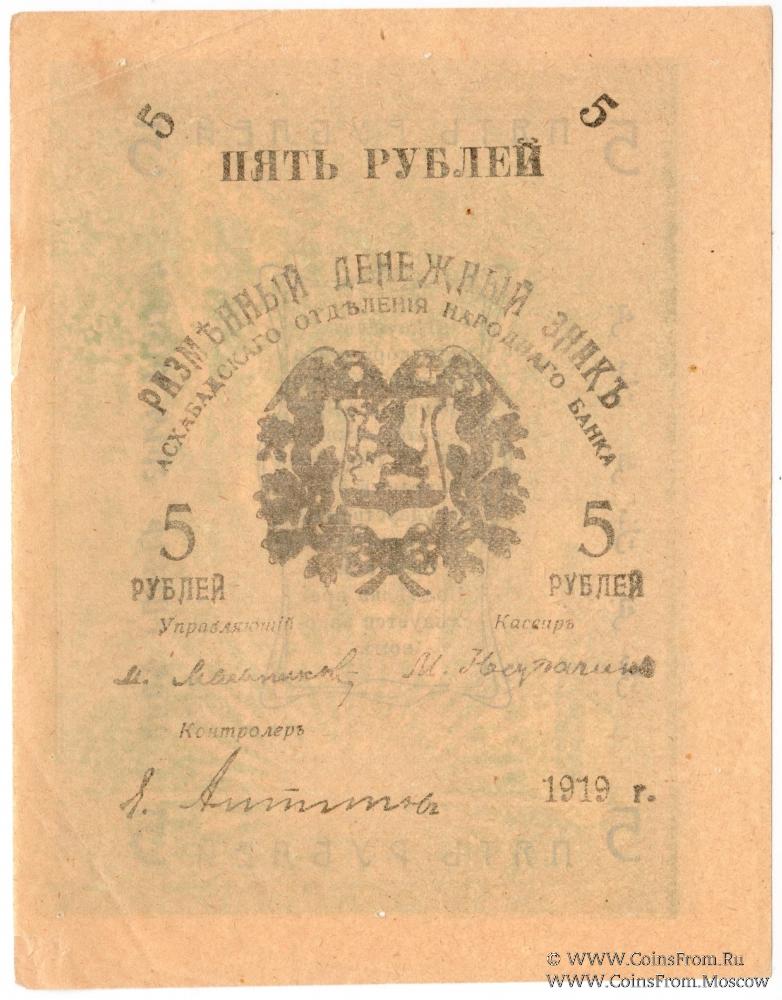 5 5
ПЯТЬ РУБЛЕЙ
РАЗМѢННЫЙ ДЕНЕЖНЫЙ ЗНАКЪ
АСХАБАДСКАГО ОТДѢЛЕНІЯ НАРОДНАГО БАНКА
5 5
РУБЛЕЙ РУБЛЕЙ
Управляющій Кассиръ
М.
Контролеръ
1919 г.
© WWW.CoinsFrom.Ru
WWW.CoinsFrom.Moscow